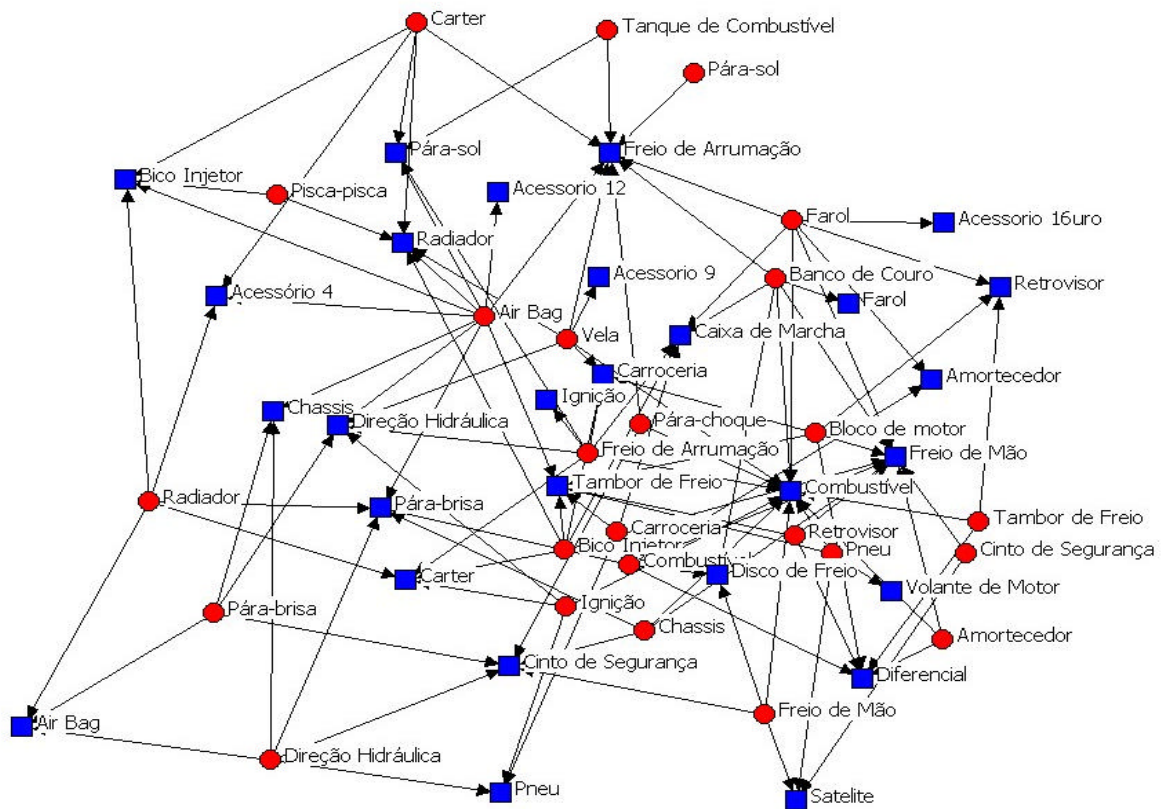 Carter
Tanque de Combustível
Pára-sol
Pára-sol
Freio de Arrumação
Bico Injetor
Pisca-pisca
Acessorio 12
Radiador
Farol
Acessorio 16uro
Acessorio 9
Banco de Couro
Retrovisor
Acessório 4
Farol
Air Bag
Vela
Caixa de Marcha
Carroceria
Amortecedor
Ignição
Chassis
Direção Hidráulica
Pára-choque
Bloco de motor
Freio de Arrumação
Freio de Mão
Tambor de Freio
Combustível
Radiador
Pára-brisa
Carroceria
Retrovisor
Tambor de Freio
Bico Injetor
Combustível
Pneu
Cinto de Segurança
Carter
Disco de Freio
Volante de Motor
Pára-brisa
Ignição
Chassis
Amortecedor
Cinto de Segurança
Diferencial
Air Bag
Freio de Mão
Direção Hidráulica
Pneu
Satelite